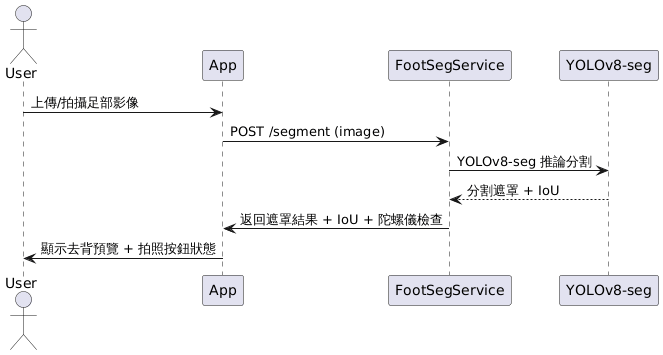 User
App
FootSegService
YOLOv8-seg
上傳/拍攝足部影像
POST /segment (image)
YOLOv8-seg 推論分割
分割遮罩 + IoU
返回遮罩結果 + IoU + 陀螺儀檢查
顯示去背預覽 + 拍照按鈕狀態
User
App
FootSegService
YOLOv8-seg